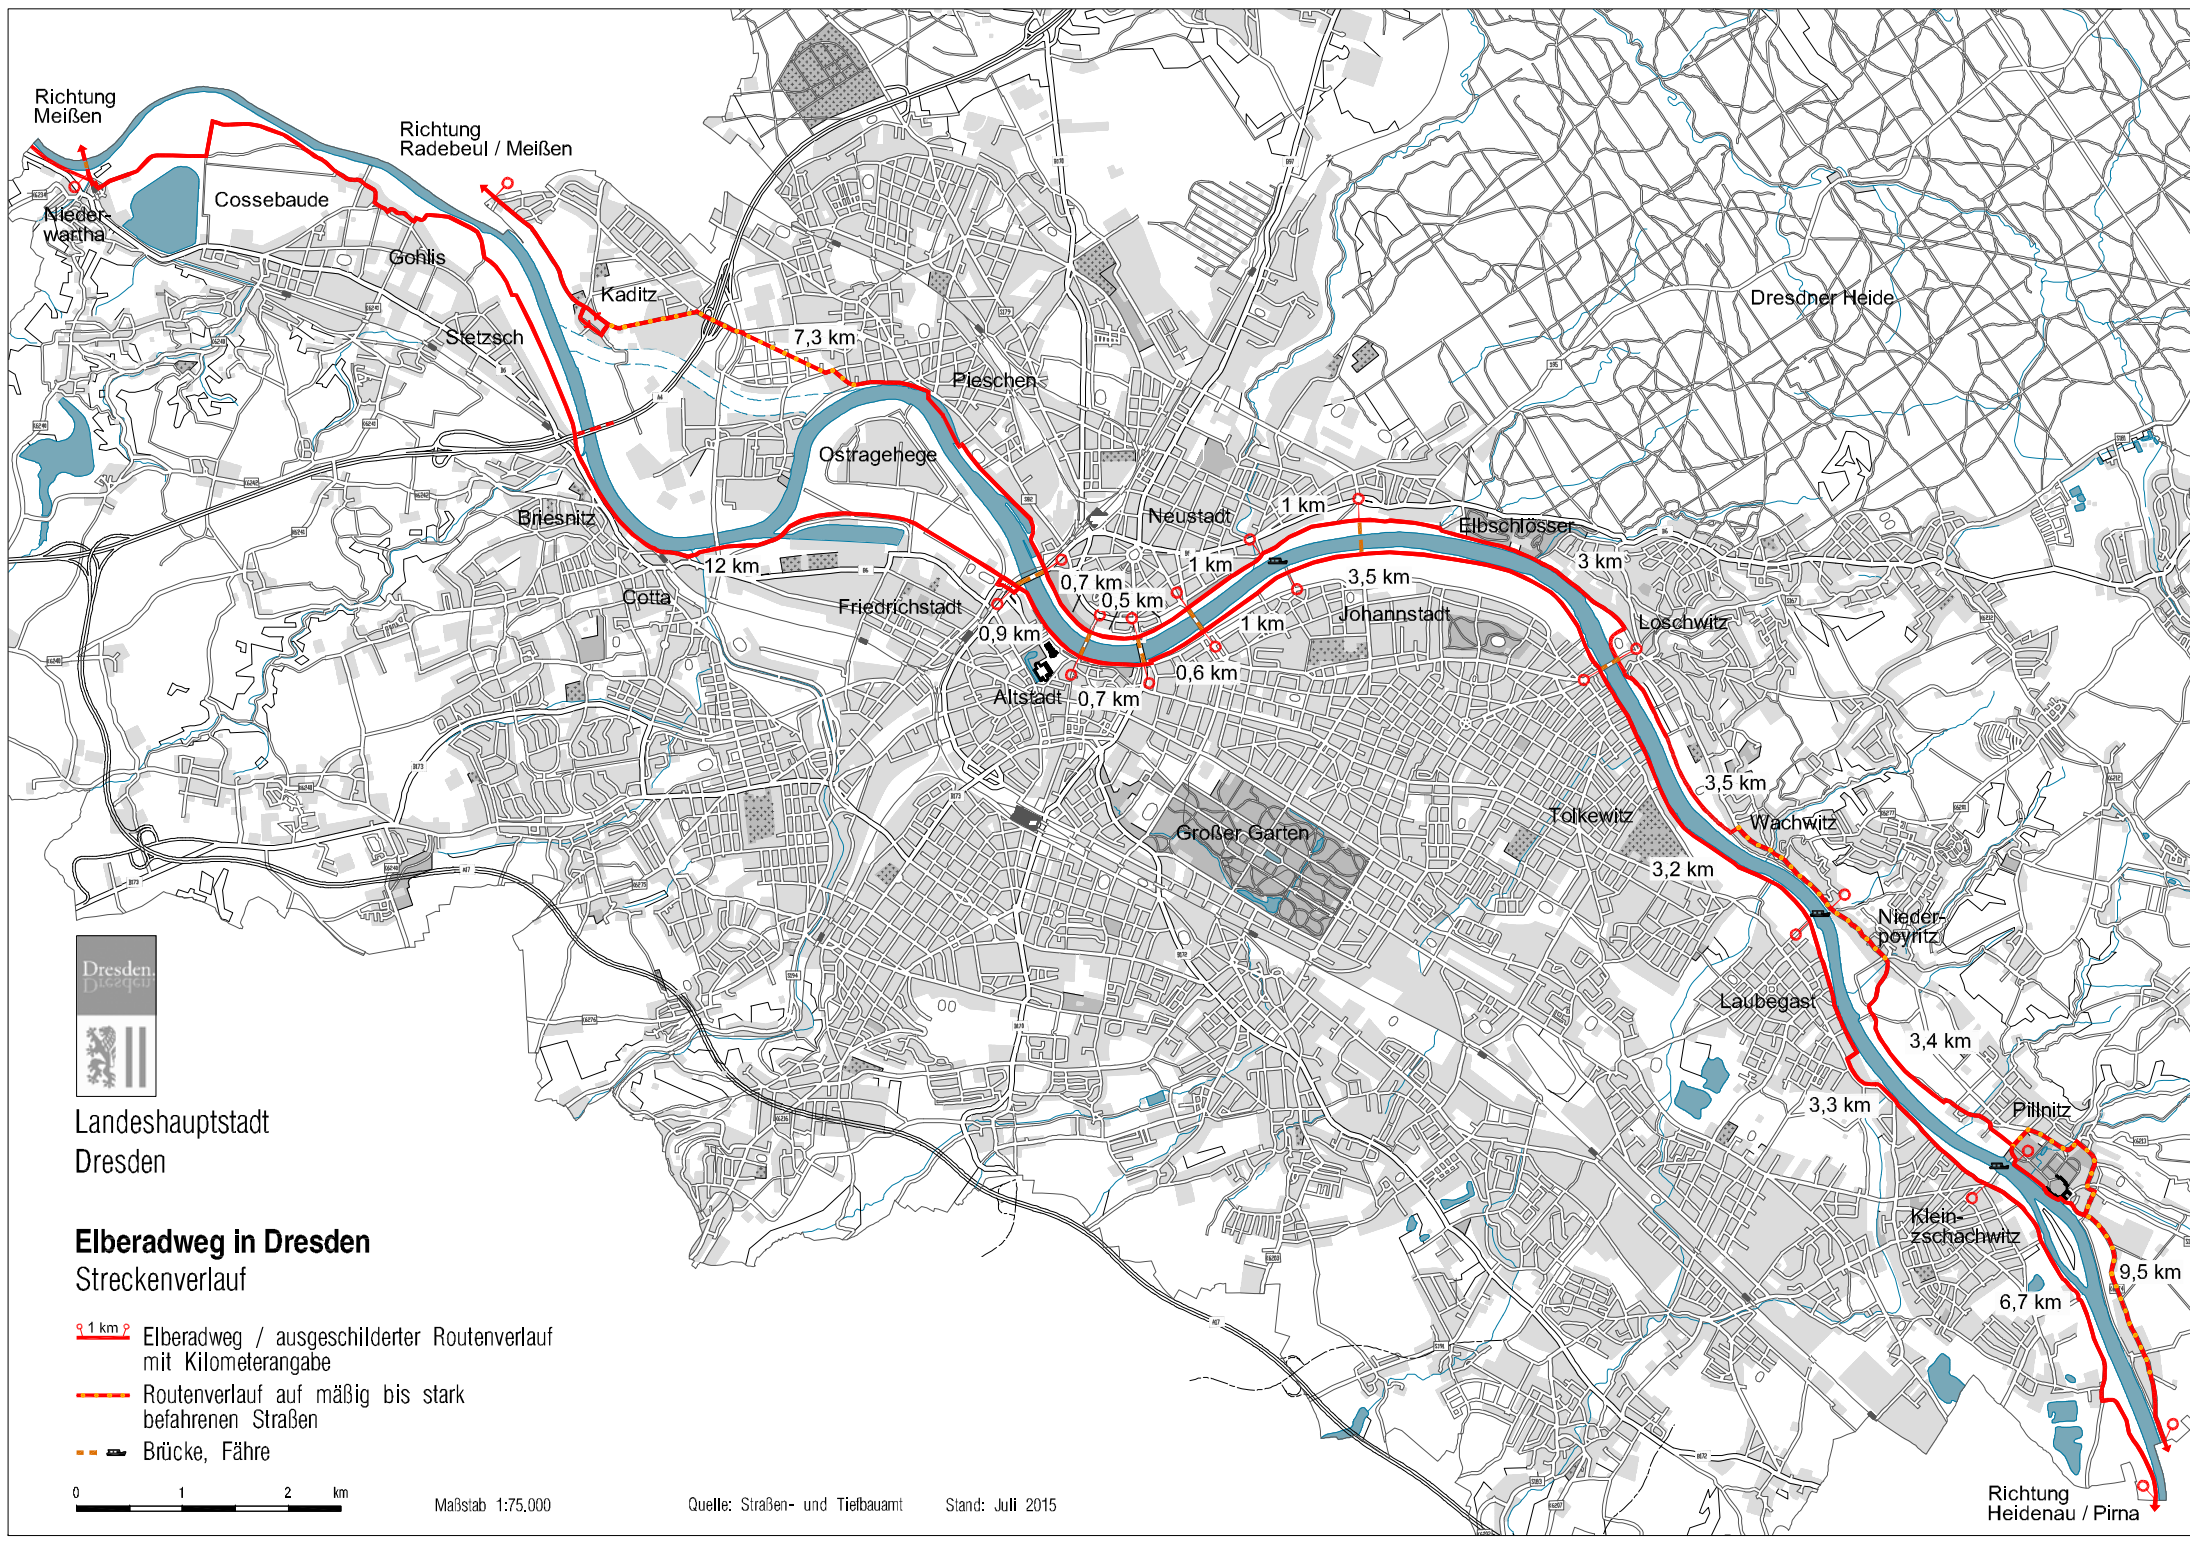 Richtung
Meißen
Richtung
Radebeul / Meißen
Cossebaude
Nieder-
wartha
Gohlis
Kaditz
Stetzsch
7,3 km
Pieschen
Dresdner Heide
Ostragehege
Briesnitz
Neustadt
1 km
Elbschlösser
12 km
1 km
3,5 km
3 km
Cotta
Friedrichstadt
0,7 km
0,5 km
0,9 km
1 km
Johannstadt
Loschwitz
Altstadt
0,7 km
0,6 km
3,5 km
Großer Garten
Tolkewitz
Wachwitz
3,2 km
Nieder-
poyritz
Laubegast
3,4 km
3,3 km
Pillnitz
Klein-
zschachwitz
9,5 km
6,7 km
Dresden.
Dresden.
Landeshauptstadt
Dresden
Elberadweg in Dresden
Streckenverlauf
1 km
Elberadweg / ausgeschilderter Routenverlauf
mit Kilometerangabe
Routenverlauf auf mäßig bis stark
befahrenen Straßen
Brücke, Fähre
0 1 2 km
Maßstab 1:75.000
Quelle: Straßen- und Tiefbauamt
Stand: Juli 2015
Richtung
Heidenau / Pirna